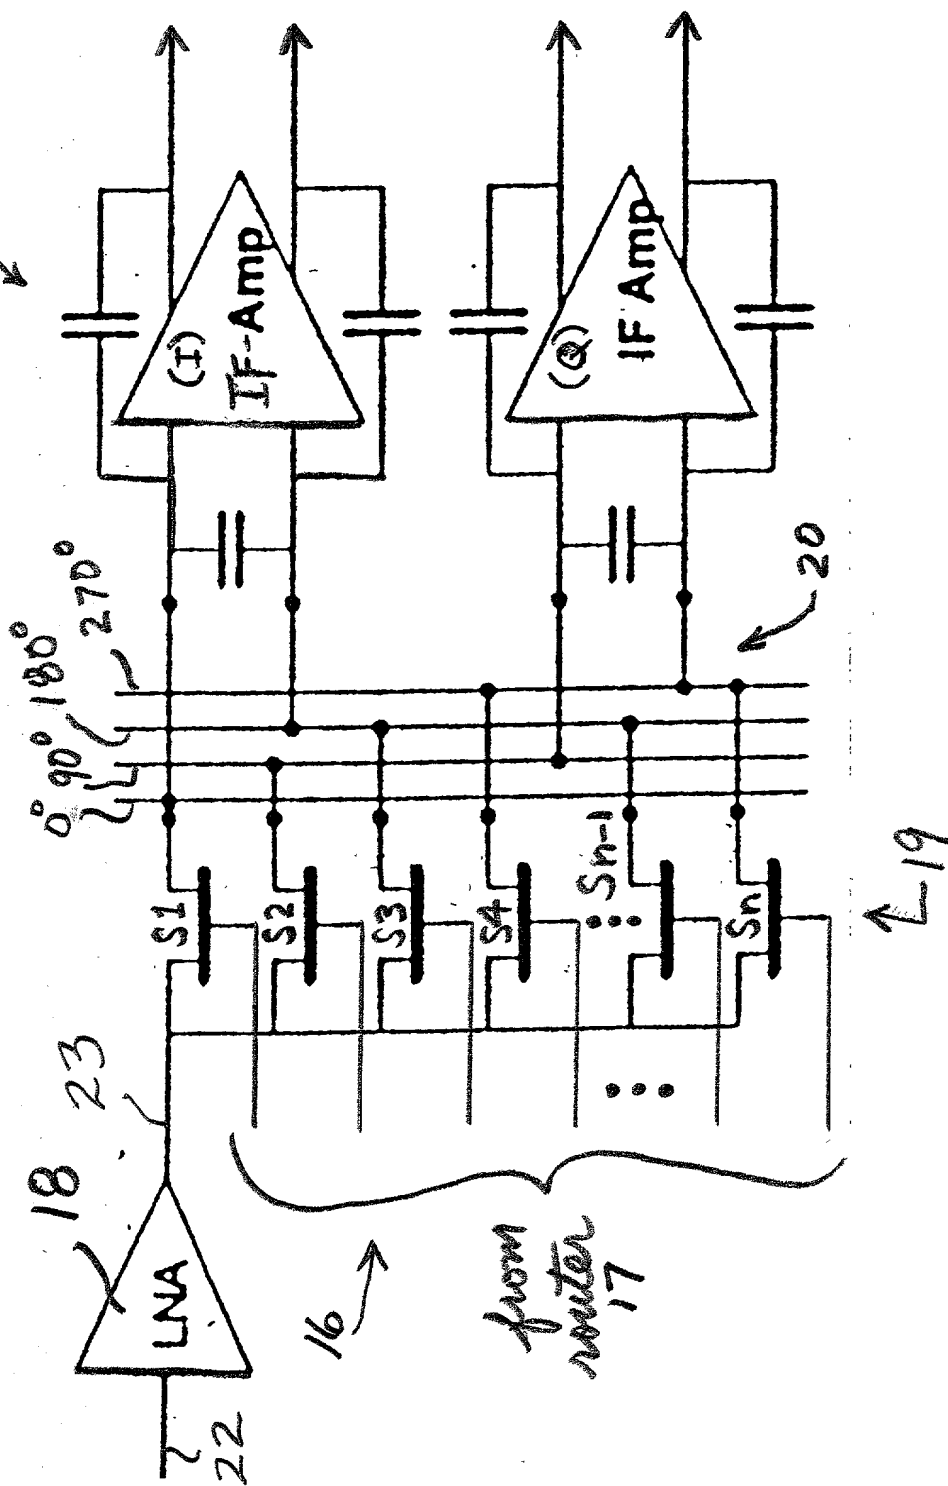 22
LNA
18
23
16
from
router
17
S1
S2
S3
S4
Sn-1
Sn
19
0° 90° 180° 270°
20
(I)
IF-Amp
(Q)
IF Amp